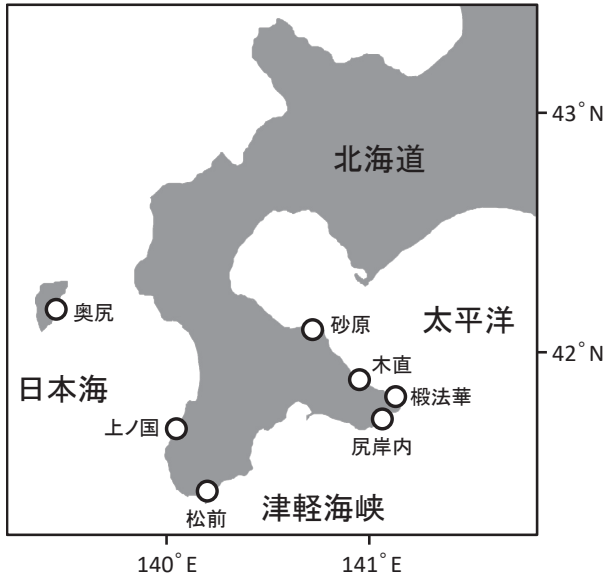 43°N
北海道
奥尻
砂原
太平洋
42°N
木直
日本海
椴法華
上ノ国
尻岸内
松前
津軽海峡
140°E
141°E